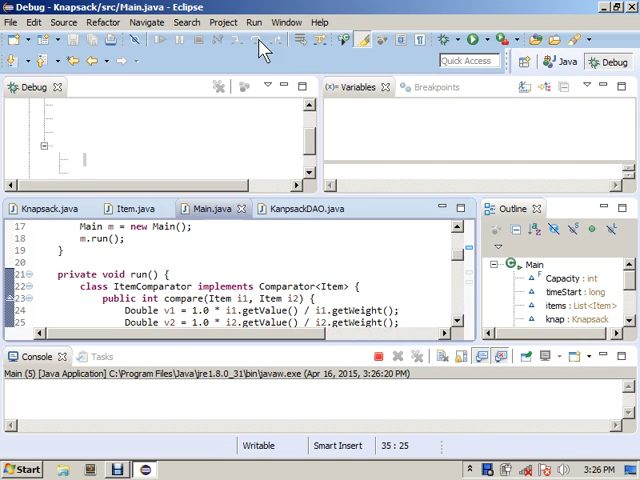 Debug - Knapsack/src/Main.java - Eclipse
File Edit Source Refactor Navigate Search Project Run Window Help
Quick Access
Java
Debug
Debug
(x)= Variables
Breakpoints
Knapsack.java
Item.java
Main.java
KanpsackDAO.java
17 Main m = new Main();
18 m.run();
19 }
20
21 private void run() {
22 class ItemComparator implements Comparator<Item> {
23 public int compare(Item i1, Item i2) {
24 Double v1 = 1.0 * i1.getValue() / i1.getWeight();
25 Double v2 = 1.0 * i2.getValue() / i2.getWeight();
Outline
Main
Capacity : int
timeStart : long
items : List<Item>
knap : Knapsack
Console
Tasks
Main (5) [Java Application] C:\Program Files\Java\jre1.8.0_31\bin\javaw.exe (Apr 16, 2015, 3:26:20 PM)
Writable
Smart Insert
35 : 25
Start
3:26 PM